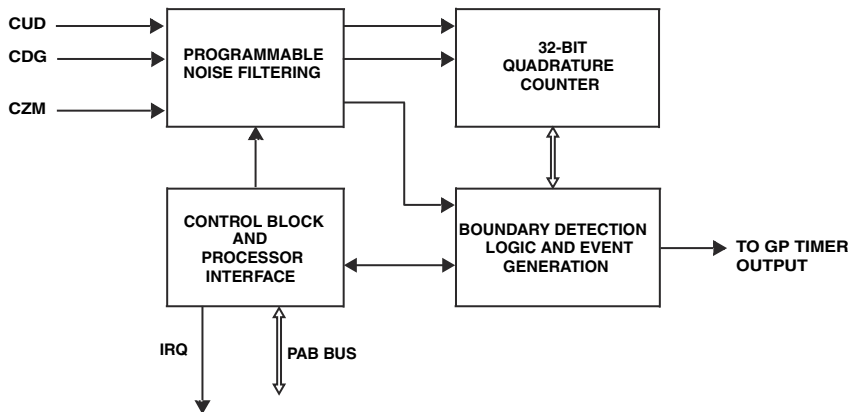 CUD
CDG
CZM
PROGRAMMABLE
NOISE FILTERING
32-BIT
QUADRATURE
COUNTER
CONTROL BLOCK
AND
PROCESSOR
INTERFACE
BOUNDARY DETECTION
LOGIC AND EVENT
GENERATION
TO GP TIMER
OUTPUT
IRQ
PAB BUS